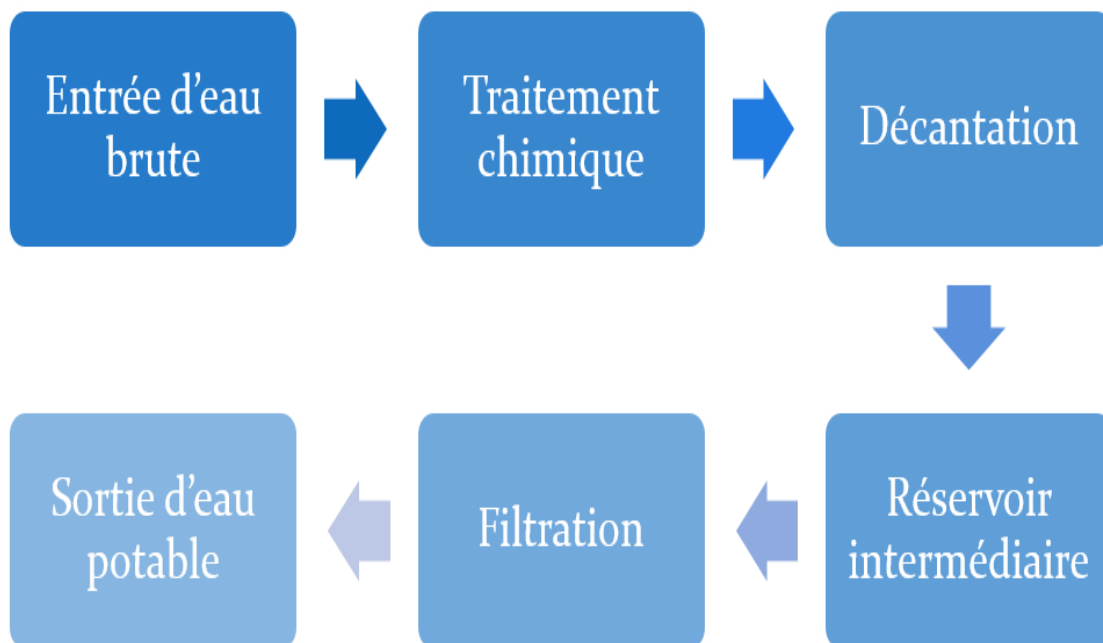 Entrée d’eau
brute
Traitement
chimique
Décantation
Réservoir
intermédiaire
Filtration
Sortie d’eau
potable